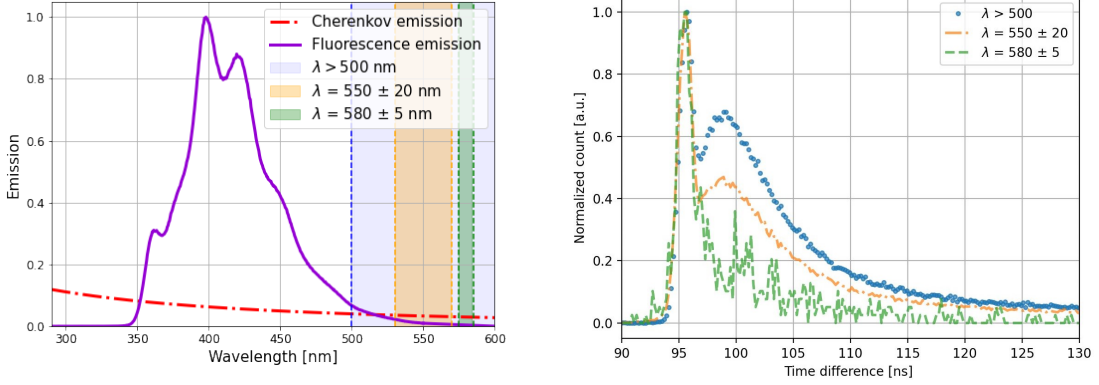 1.0
0.8
0.6
0.4
0.2
0.0
Emission
300
350
400
450
500
550
600
Wavelength [nm]
Cherenkov emission
Fluorescence emission
λ > 500 nm
λ = 550 ± 20 nm
λ = 580 ± 5 nm
1.0
0.8
0.6
0.4
0.2
0.0
Normalized count [a.u.]
90
95
100
105
110
115
120
125
130
Time difference [ns]
λ > 500
λ = 550 ± 20
λ = 580 ± 5